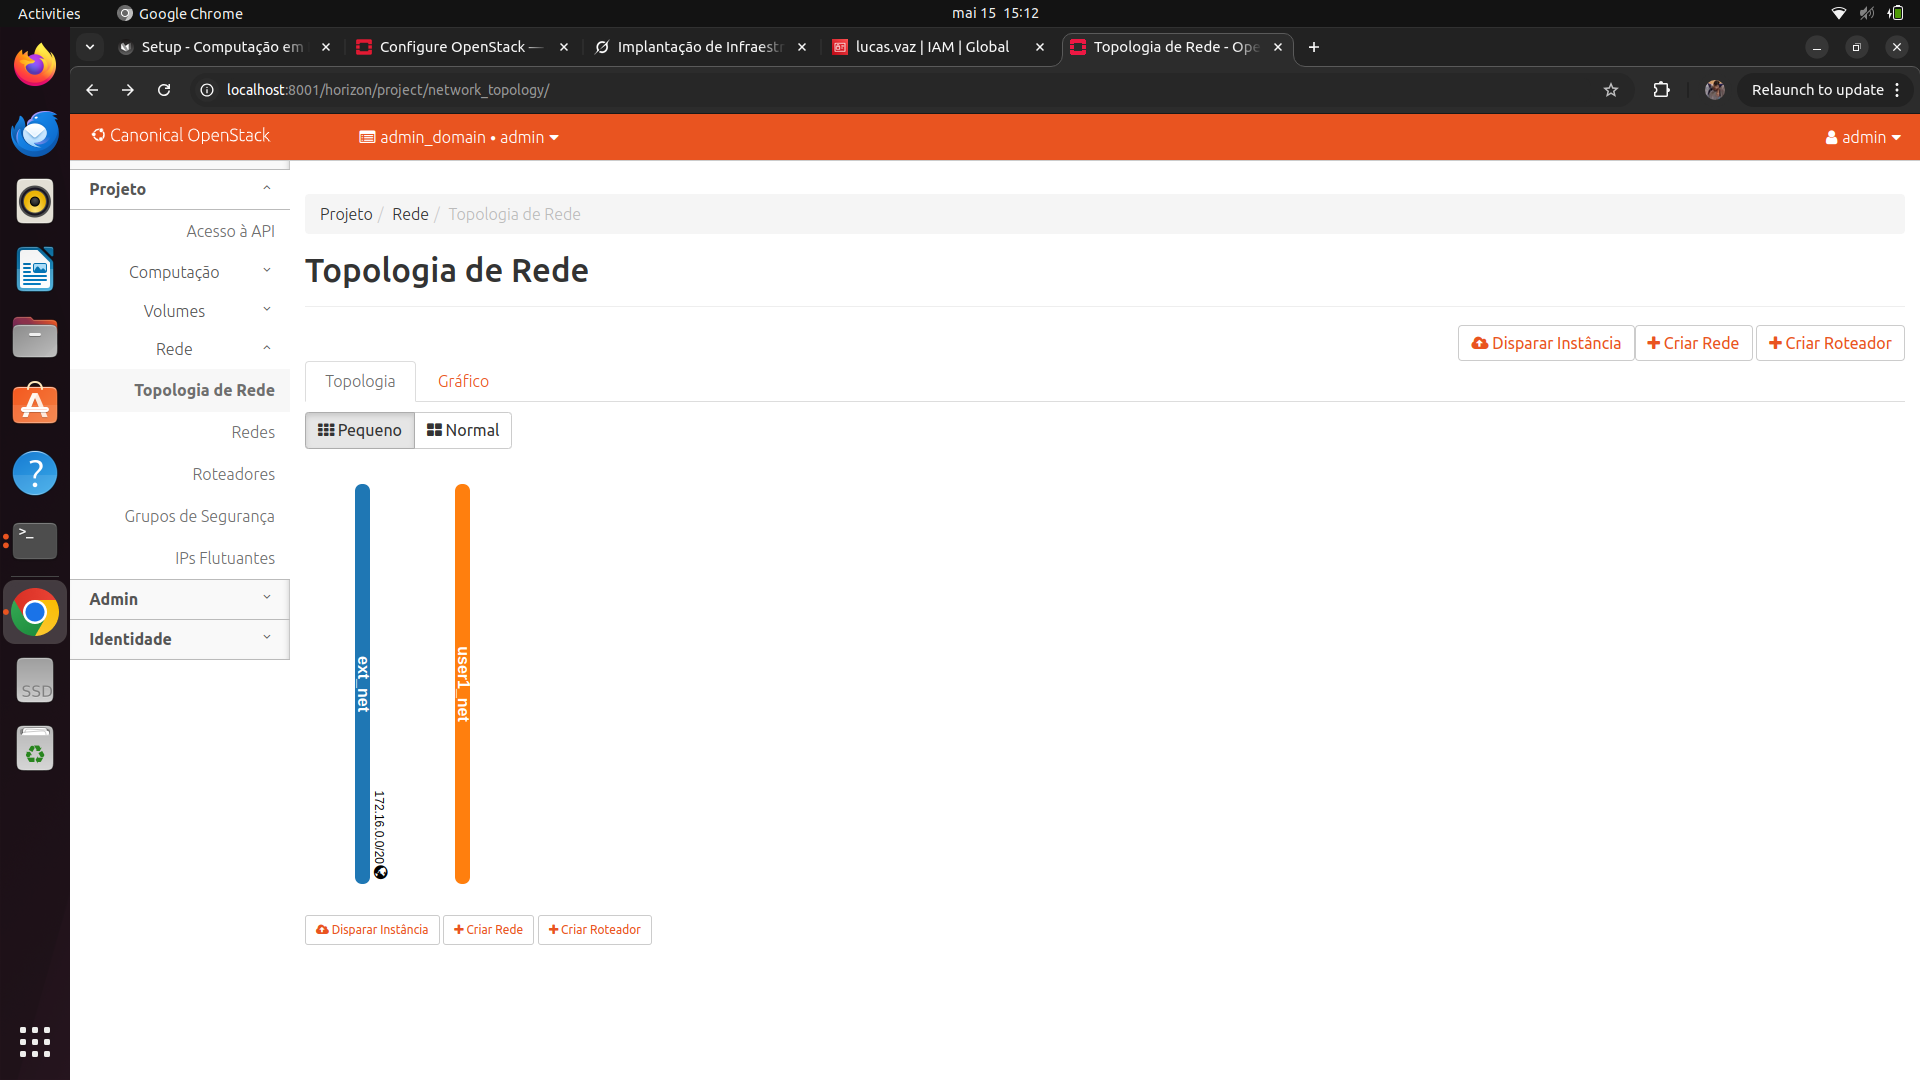 Activities
Google Chrome
mai 15 15:12
Setup - Computação em
Configure OpenStack —
Implantação de Infraest
lucas.vaz | IAM | Global
Topologia de Rede - Ope
localhost:8001/horizon/project/network_topology/
Relaunch to update
Canonical OpenStack
admin_domain • admin
admin
Projeto
Acesso à API
Computação
Volumes
Rede
Topologia de Rede
Redes
Roteadores
Grupos de Segurança
IPs Flutuantes
Admin
Identidade
SSD
Projeto / Rede / Topologia de Rede
Topologia de Rede
Disparar Instância
Criar Rede
Criar Roteador
Topologia
Gráfico
Pequeno
Normal
ext_net
172.16.0.0/20
user1_net
Disparar Instância
Criar Rede
Criar Roteador